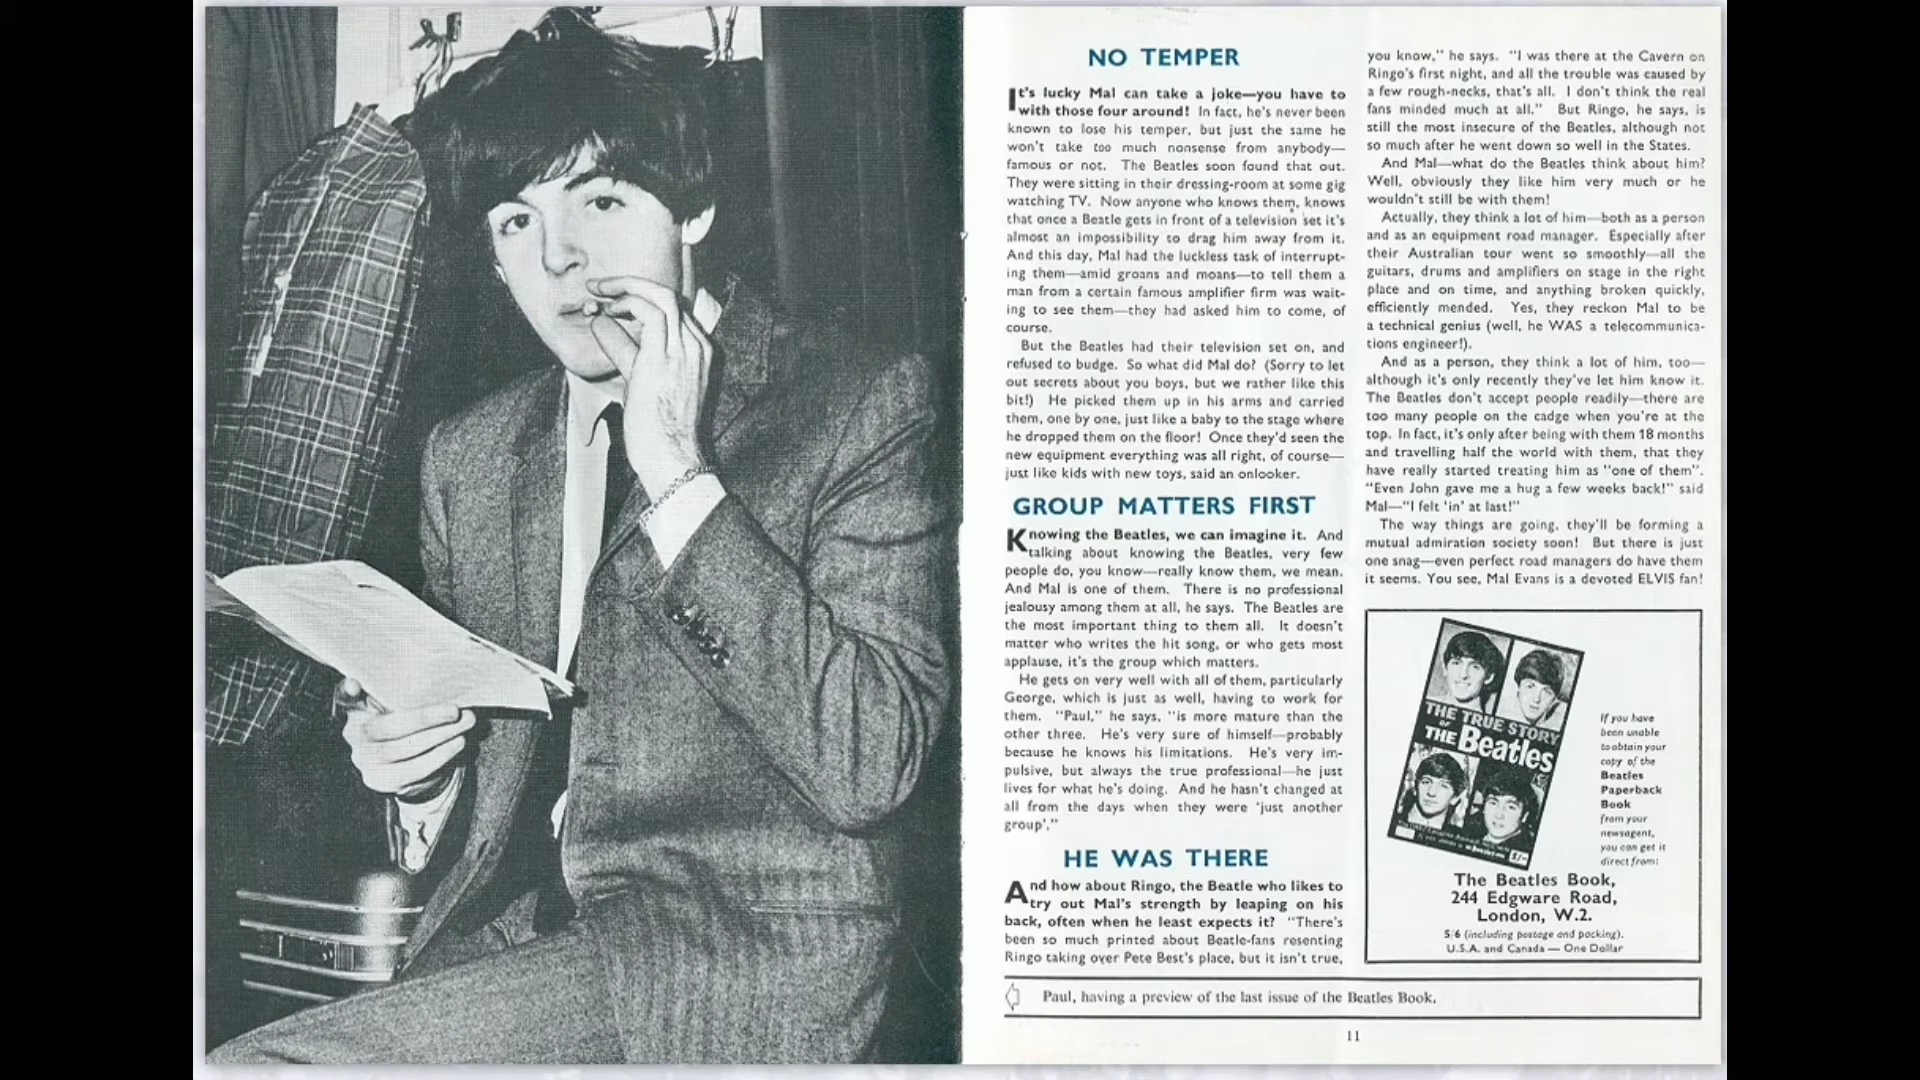 NO TEMPER
It's lucky Mal can take a joke—you have to
with those four around! In fact, he's never been
known to lose his temper, but just the same he
won't take too much nonsense from anybody—
famous or not. The Beatles soon found that out.
They were sitting in their dressing-room at some gig
watching TV. Now anyone who knows them, knows
that once a Beatle gets in front of a television set it's
almost an impossibility to drag him away from it.
And this day, Mal had the luckless task of interrupt-
ing them—amid groans and moans—to tell them a
man from a certain famous amplifier firm was wait-
ing to see them—they had asked him to come, of
course.
But the Beatles had their television set on, and
refused to budge. So what did Mal do? (Sorry to let
out secrets about you boys, but we rather like this
bit!) He picked them up in his arms and carried
them, one by one, just like a baby to the stage where
he dropped them on the floor! Once they'd seen the
new equipment everything was all right, of course—
just like kids with new toys, said an onlooker.
GROUP MATTERS FIRST
Knowing the Beatles, we can imagine it. And
talking about knowing the Beatles, very few
people do, you know—really know them, we mean.
And Mal is one of them. There is no professional
jealousy among them at all, he says. The Beatles are
the most important thing to them all. It doesn't
matter who writes the hit song, or who gets most
applause, it's the group which matters.
He gets on very well with all of them, particularly
George, which is just as well, having to work for
them. "Paul," he says, "is more mature than the
other three. He's very sure of himself—probably
because he knows his limitations. He's very im-
pulsive, but always the true professional—he just
lives for what he's doing. And he hasn't changed at
all from the days when they were 'just another
group'."
HE WAS THERE
And how about Ringo, the Beatle who likes to
try out Mal's strength by leaping on his
back, often when he least expects it? "There's
been so much printed about Beatle-fans resenting
Ringo taking over Pete Best's place, but it isn't true,
you know," he says. "I was there at the Cavern on
Ringo's first night, and all the trouble was caused by
a few rough-necks, that's all. I don't think the real
fans minded much at all." But Ringo, he says, is
still the most insecure of the Beatles, although not
so much after he went down so well in the States.
And Mal—what do the Beatles think about him?
Well, obviously they like him very much or he
wouldn't still be with them!
Actually, they think a lot of him—both as a person
and as an equipment road manager. Especially after
their Australian tour went so smoothly—all the
guitars, drums and amplifiers on stage in the right
place and on time, and anything broken quickly,
efficiently mended. Yes, they reckon Mal to be
a technical genius (well, he WAS a telecommunica-
tions engineer!).
And as a person, they think a lot of him, too—
although it's only recently they've let him know it.
The Beatles don't accept people readily—there are
too many people on the cadge when you're at the
top. In fact, it's only after being with them 18 months
and travelling half the world with them, that they
have really started treating him as "one of them".
"Even John gave me a hug a few weeks back!" said
Mal—"I felt 'in' at last!"
The way things are going, they'll be forming a
mutual admiration society soon! But there is just
one snag—even perfect road managers do have them
it seems. You see, Mal Evans is a devoted ELVIS fan!
THE TRUE STORY
OF
THE Beatles
5/-
If you have
been unable
to obtain your
copy of the
Beatles
Paperback
Book
from your
newsagent,
you can get it
direct from:
The Beatles Book,
244 Edgware Road,
London, W.2.
5/6 (including postage and packing).
U.S.A. and Canada — One Dollar
Paul, having a preview of the last issue of the Beatles Book.
11